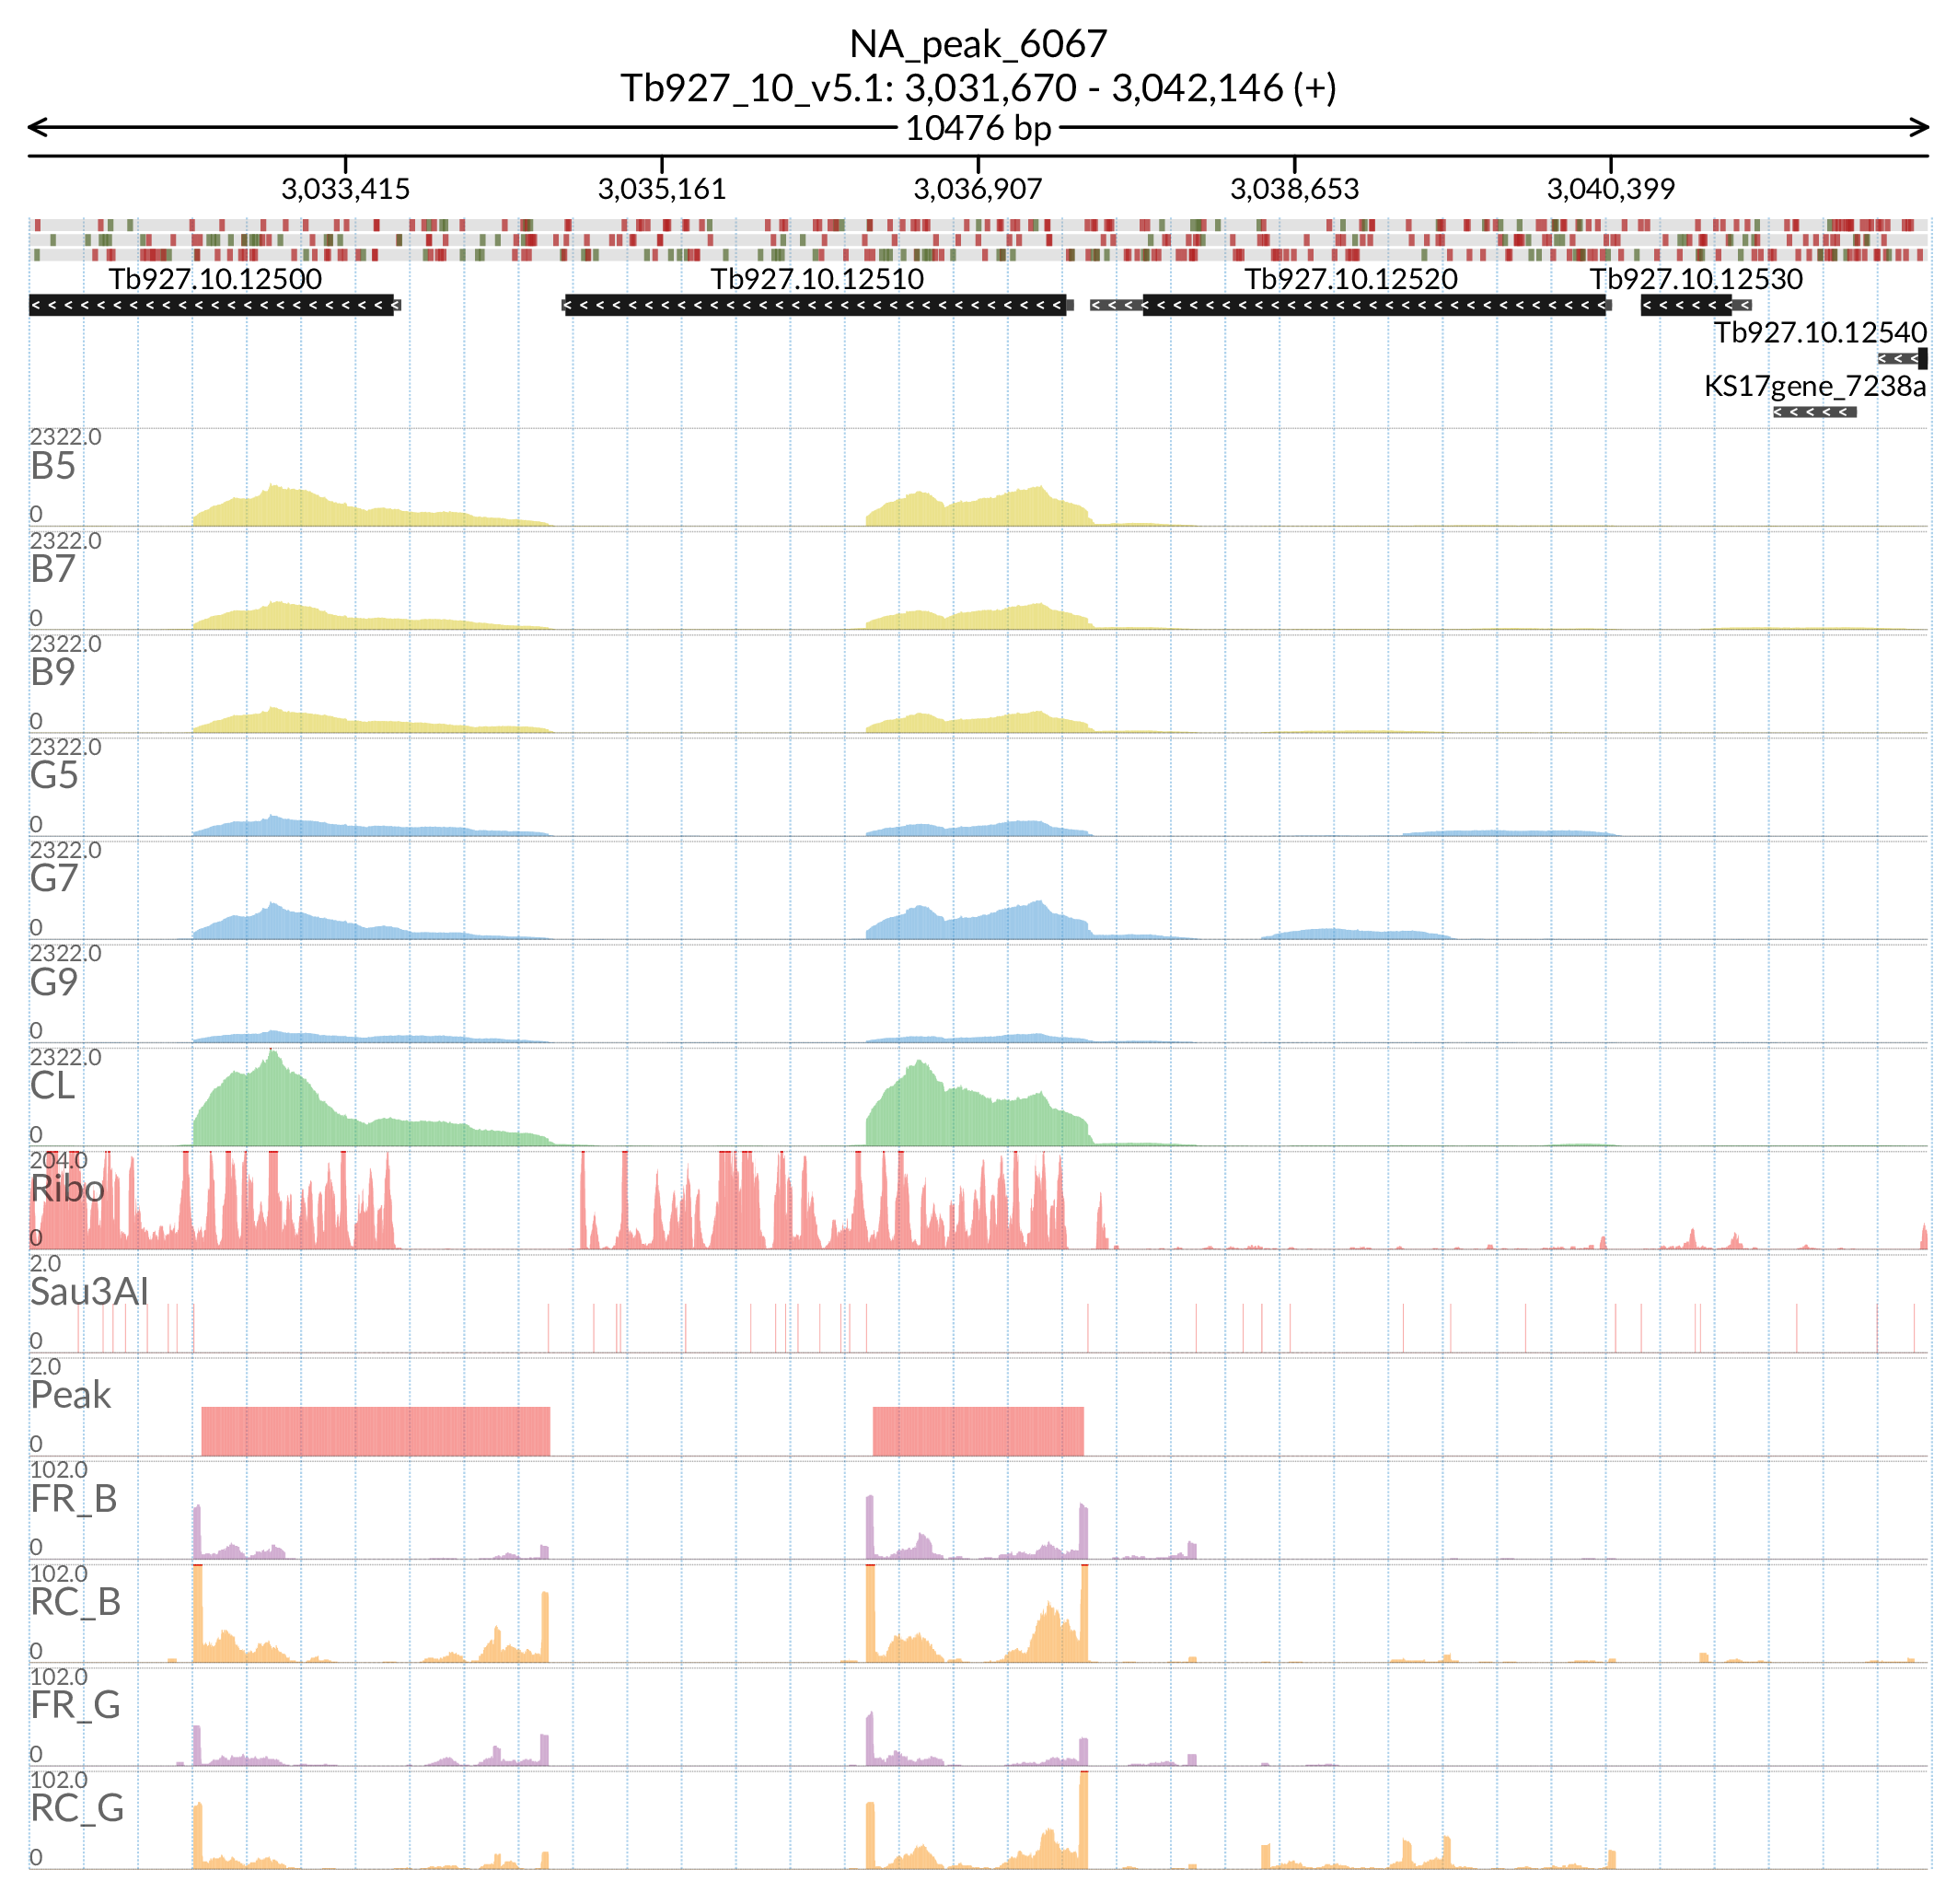 NA_peak_6067
Tb927_10_v5.1: 3,031,670 - 3,042,146 (+)
10476 bp
3,033,415 3,035,161 3,036,907 3,038,653 3,040,399
Tb927.10.12500 Tb927.10.12510 Tb927.10.12520 Tb927.10.12530
Tb927.10.12540
KS17gene_7238a
2322.0
B5
0
2322.0
B7
0
2322.0
B9
0
2322.0
G5
0
2322.0
G7
0
2322.0
G9
0
2322.0
CL
0
204.0
Ribo
0
2.0
Sau3AI
0
2.0
Peak
0
102.0
FR_B
0
102.0
RC_B
0
102.0
FR_G
0
102.0
RC_G
0